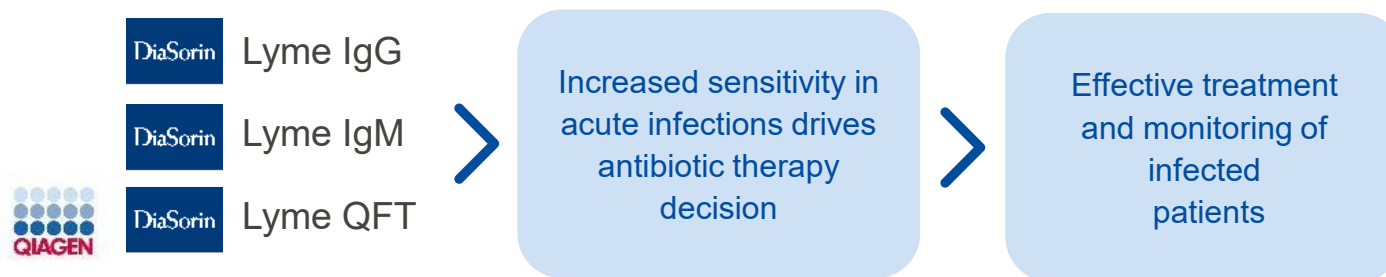 DiaSorin Lyme IgG
DiaSorin Lyme IgM
QIAGEN DiaSorin Lyme QFT
Increased sensitivity in
acute infections drives
antibiotic therapy
decision
Effective treatment
and monitoring of
infected
patients